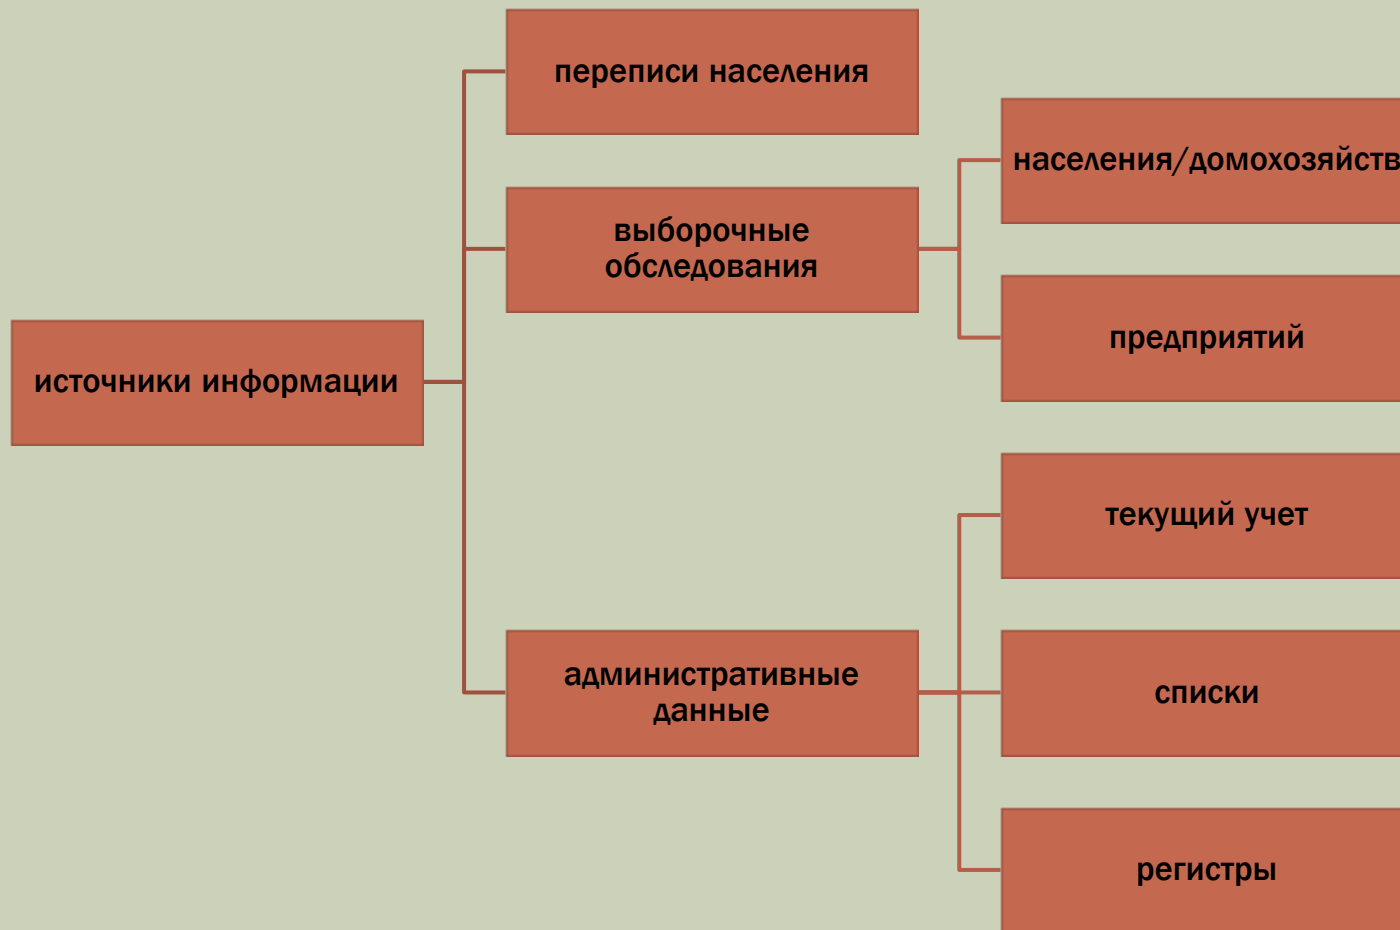 источники информации
переписи населения
выборочные
обследования
административные
данные
населения/домохозяйств
предприятий
текущий учет
списки
регистры